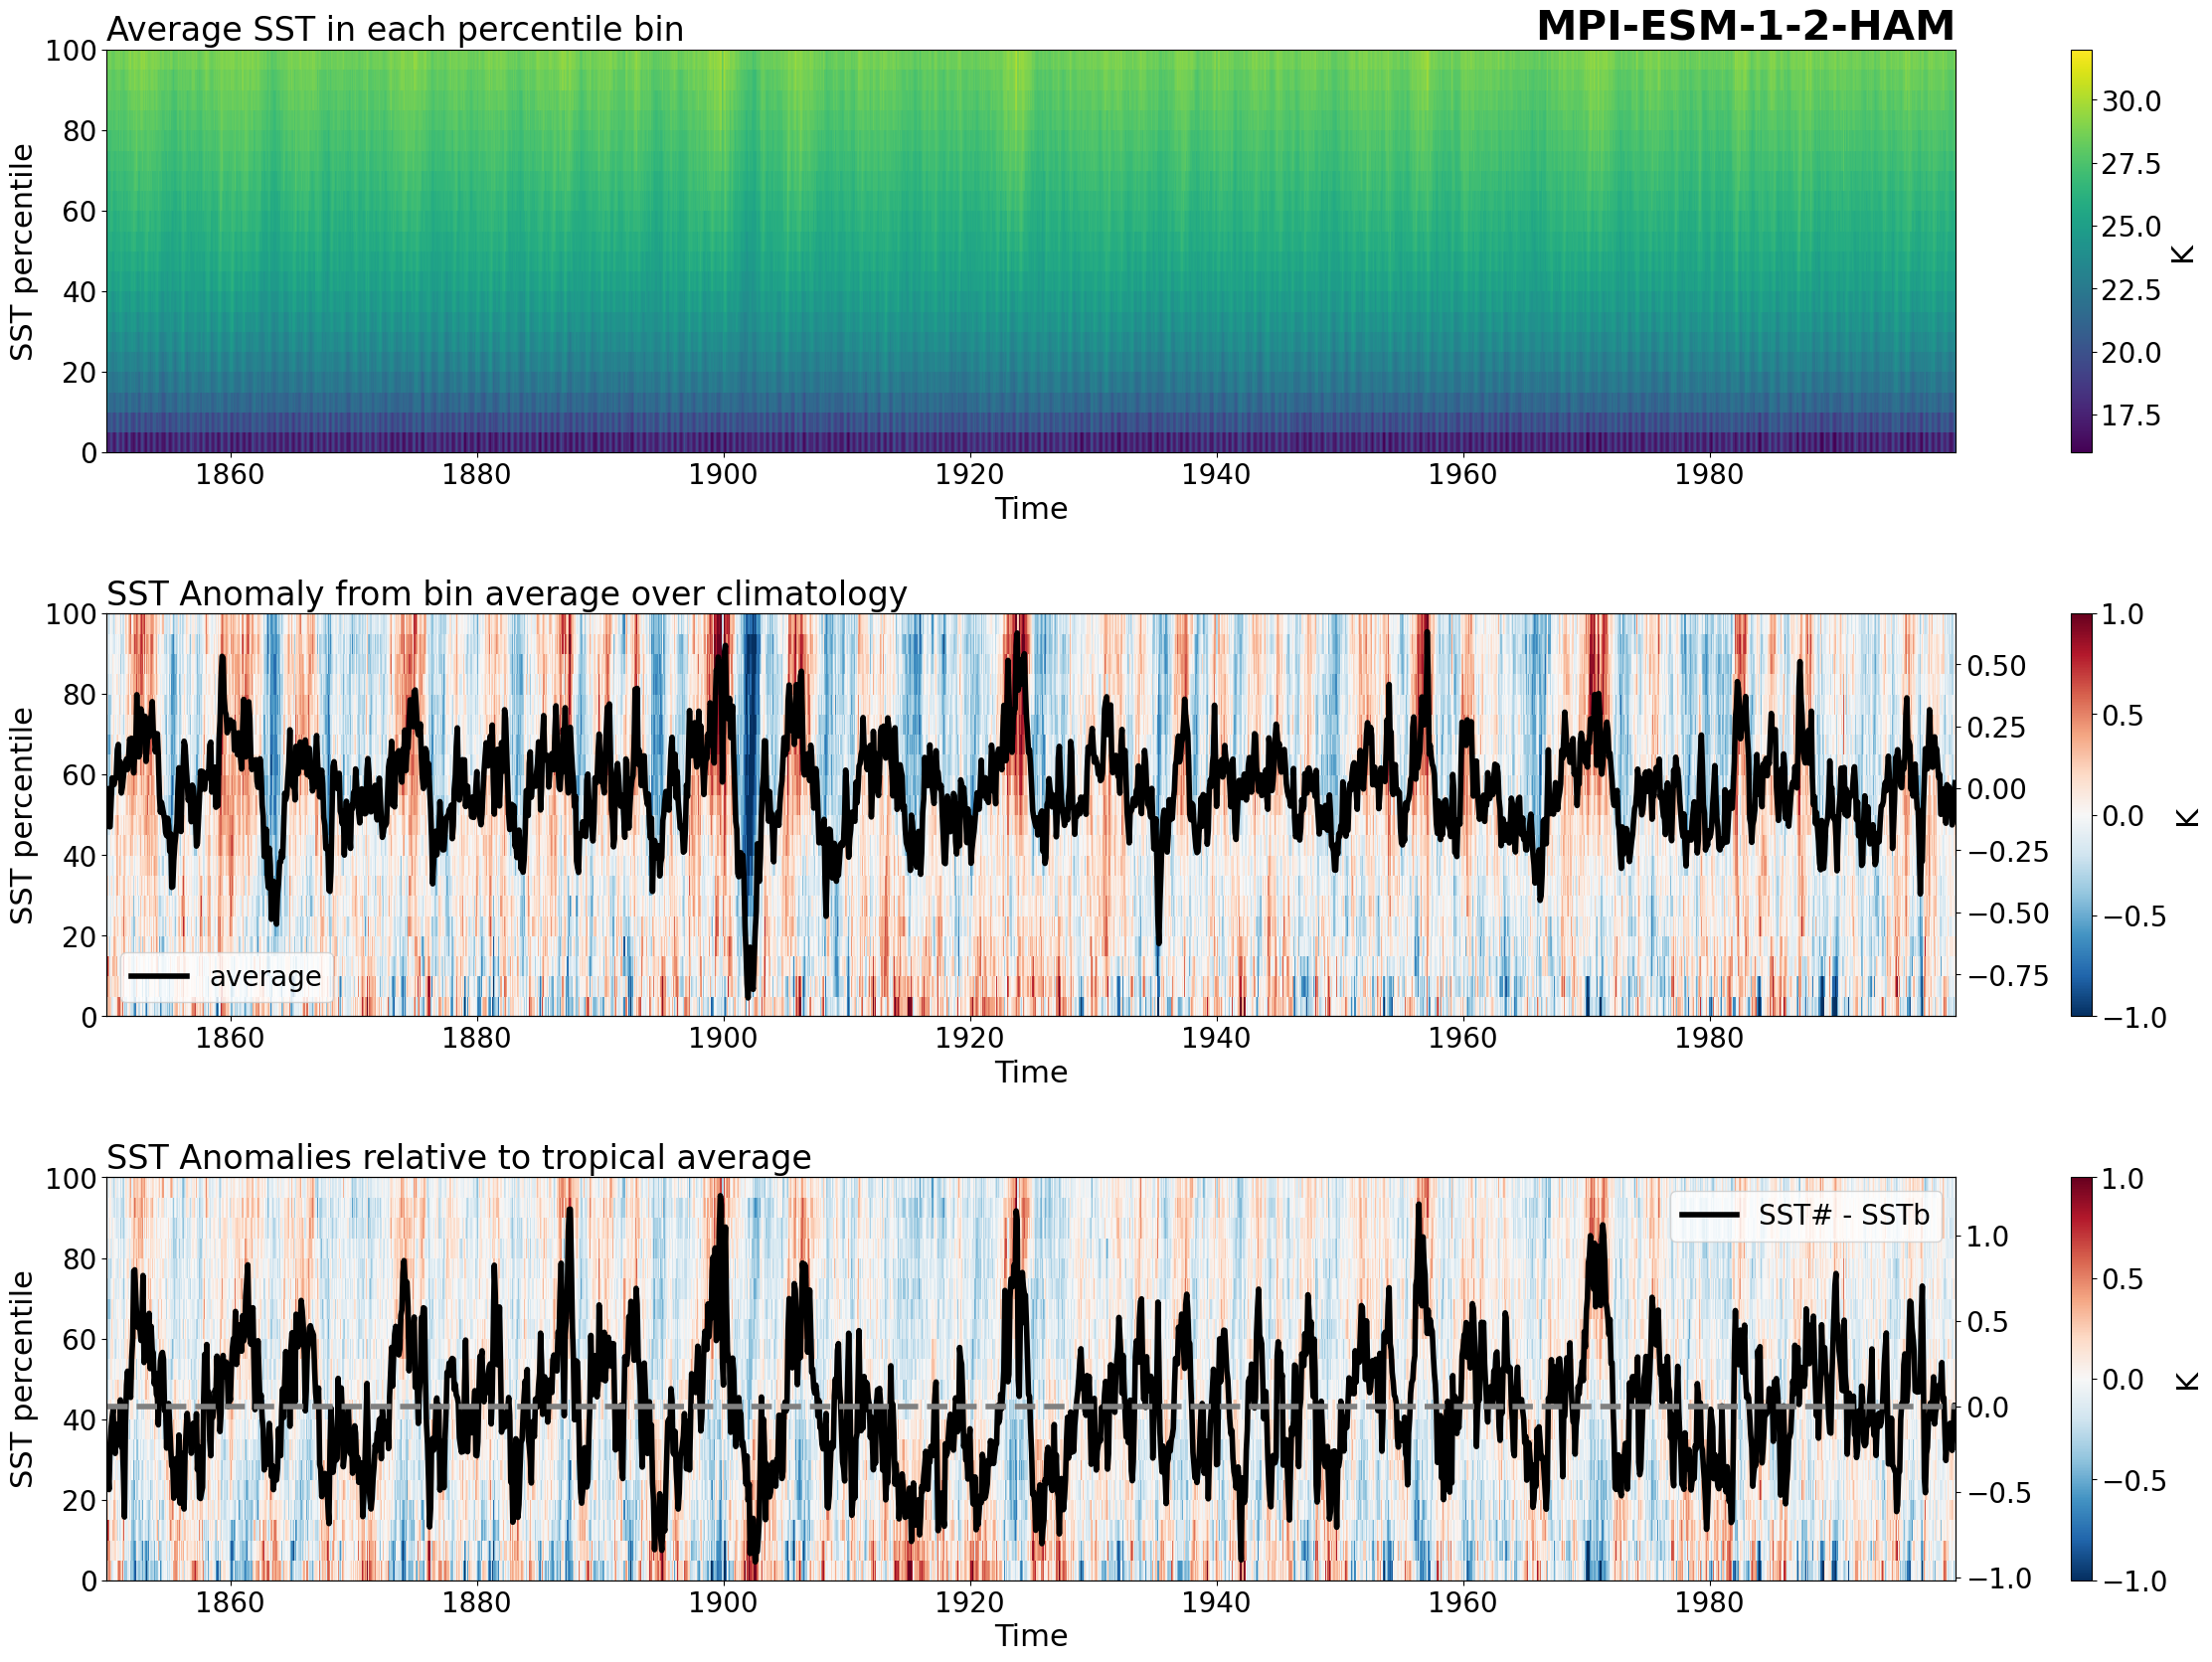 Average SST in each percentile bin
MPI-ESM-1-2-HAM
100
80
60
40
20
0
SST percentile
1860 1880 1900 1920 1940 1960 1980
Time
30.0
27.5
25.0
22.5
20.0
17.5
K
SST Anomaly from bin average over climatology
100
80
60
40
20
0
SST percentile
average
1860 1880 1900 1920 1940 1960 1980
Time
0.50
0.25
0.00
−0.25
−0.50
−0.75
1.0
0.5
0.0
−0.5
−1.0
K
SST Anomalies relative to tropical average
100
80
60
40
20
0
SST percentile
SST# - SSTb
1860 1880 1900 1920 1940 1960 1980
Time
1.0
0.5
0.0
−0.5
−1.0
1.0
0.5
0.0
−0.5
−1.0
K